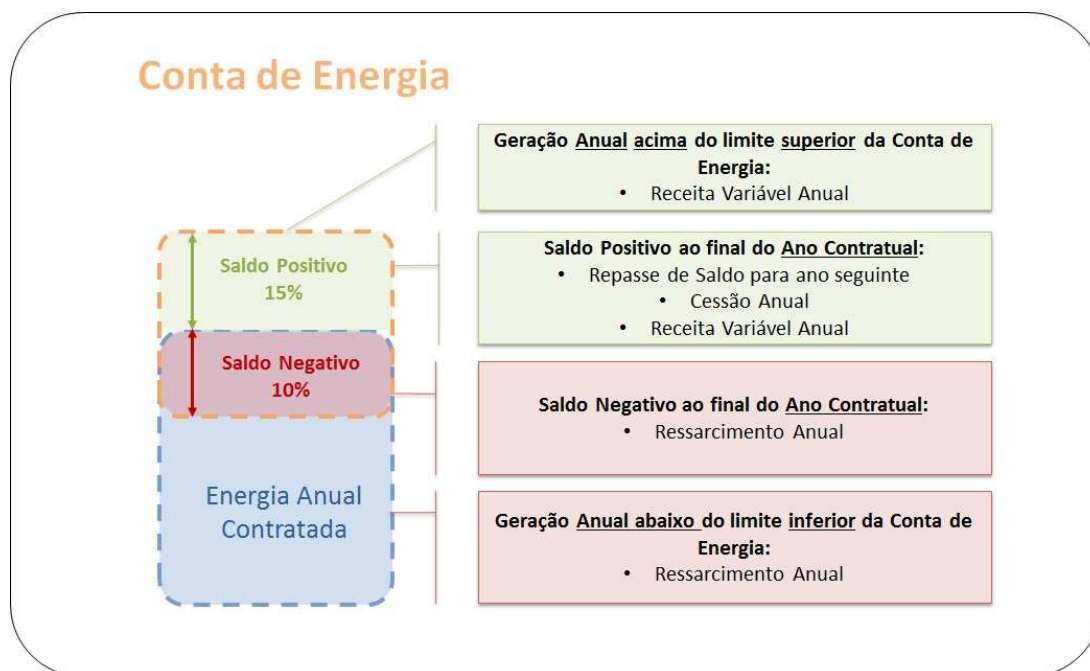 Conta de Energia
Geração Anual acima do limite superior da Conta de
Energia:
• Receita Variável Anual
Saldo Positivo
15%
Saldo Positivo ao final do Ano Contratual:
• Repasse de Saldo para ano seguinte
• Cessão Anual
• Receita Variável Anual
Saldo Negativo
10%
Saldo Negativo ao final do Ano Contratual:
• Ressarcimento Anual
Energia Anual
Contratada
Geração Anual abaixo do limite inferior da Conta de
Energia:
• Ressarcimento Anual